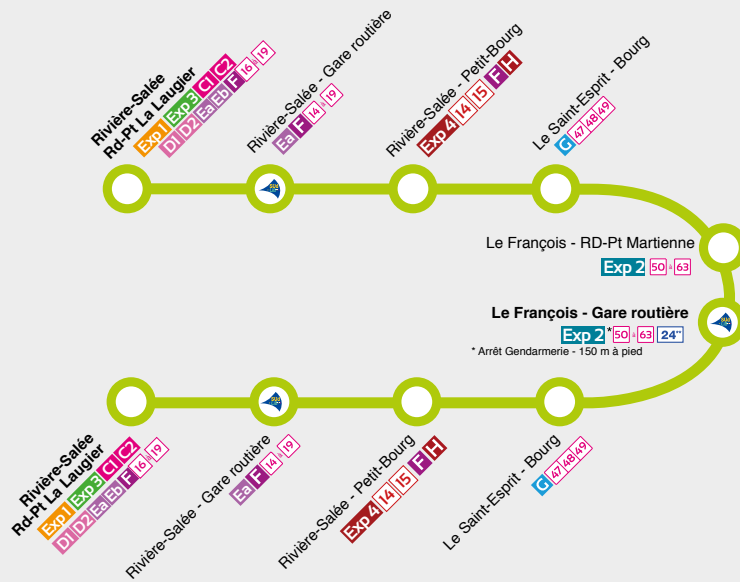 Rivière-Salée
Rd-Pt La Laugier
Exp 1 Exp 3 C1 C2
D1 D2 Ea Eb F 16 à 19
Rivière-Salée - Gare routière
Ea F 14 à 19
Rivière-Salée - Petit-Bourg
Exp 4 14 15 F H
Le Saint-Esprit - Bourg
G 47 48 49
Le François - RD-Pt Martienne
Exp 2 50 à 63
Le François - Gare routière
Exp 2 * 50 à 63 24**
* Arrêt Gendarmerie - 150 m à pied
Rivière-Salée
Rd-Pt La Laugier
Exp 1 Exp 3 C1 C2
D1 D2 Ea Eb F 16 à 19
Rivière-Salée - Gare routière
Ea F 14 à 19
Rivière-Salée - Petit-Bourg
Exp 4 14 15 F H
Le Saint-Esprit - Bourg
G 47 48 49